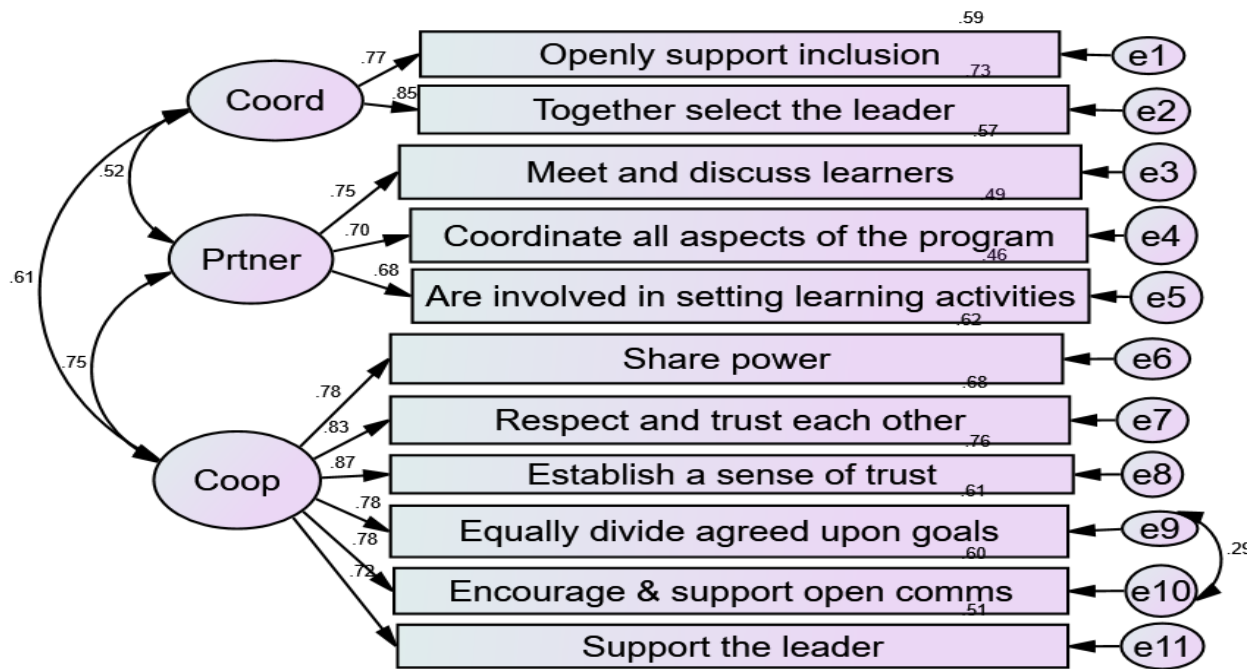 .59
.77
Openly support inclusion
e1
.73
Coord
.85
Together select the leader
e2
.57
.52
.75
Meet and discuss learners
e3
.49
.70
Prtner
Coordinate all aspects of the program
e4
.46
.68
Are involved in setting learning activities
e5
.61
.62
.75
.78
Share power
e6
.68
.83
Respect and trust each other
e7
.76
.87
Coop
Establish a sense of trust
e8
.61
.78
Equally divide agreed upon goals
e9
.60
.78
.29
Encourage & support open comms
e10
.51
.72
Support the leader
e11